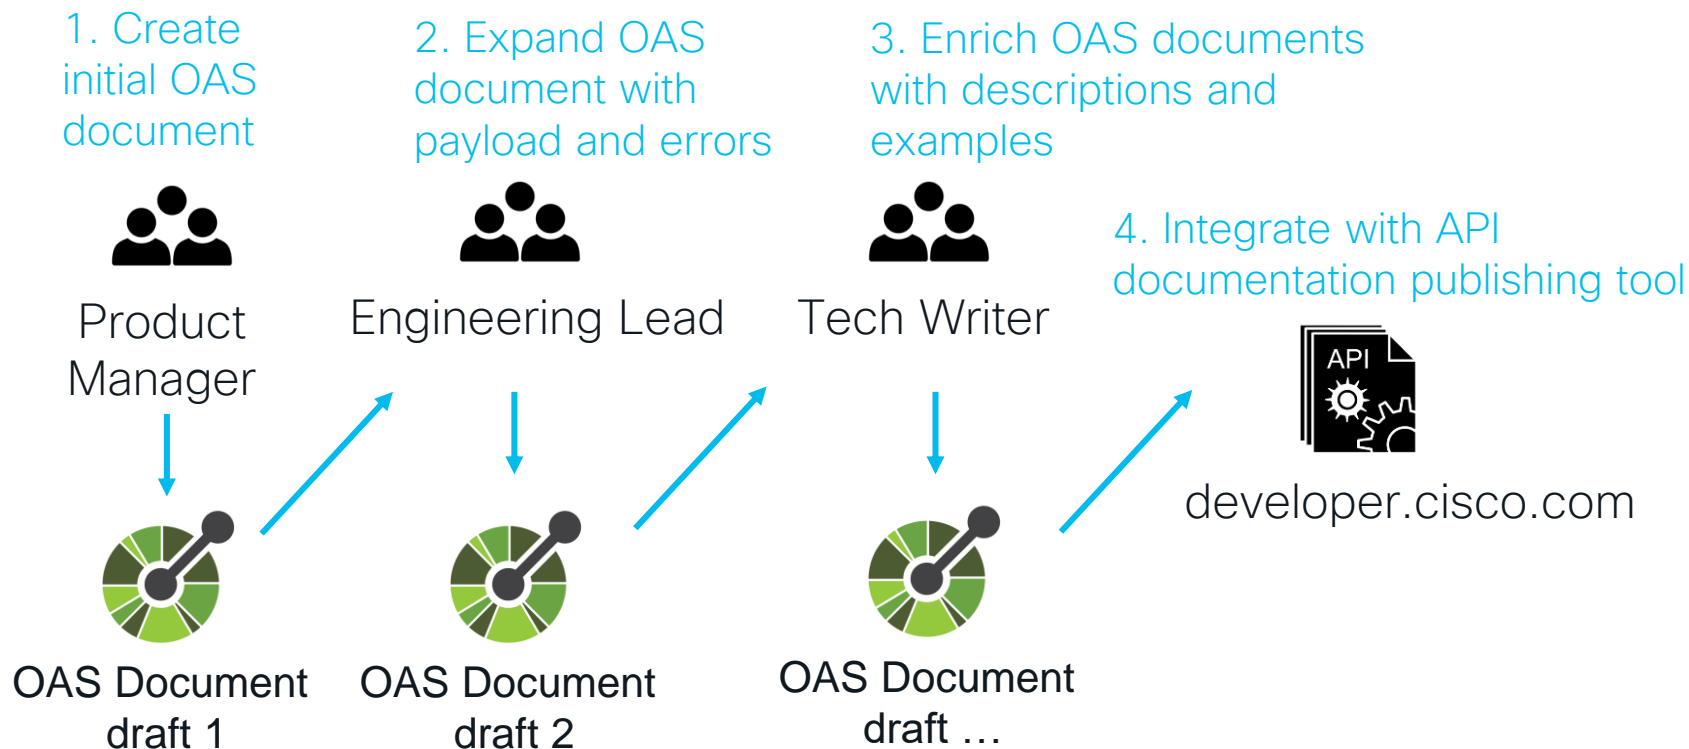 1. Create
initial OAS
document
2. Expand OAS
document with
payload and errors
3. Enrich OAS documents
with descriptions and
examples
4. Integrate with API
documentation publishing tool
Product
Manager
Engineering Lead
Tech Writer
API
developer.cisco.com
OAS Document
draft 1
OAS Document
draft 2
OAS Document
draft …